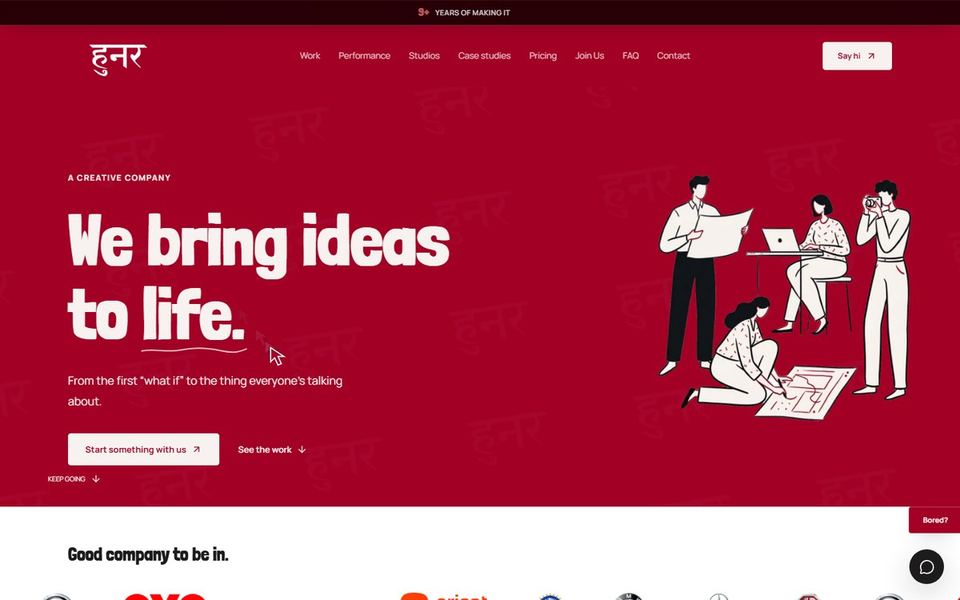 9+ YEARS OF MAKING IT
हुनर
Work Performance Studios Case studies Pricing Join Us FAQ Contact
Say hi
A CREATIVE COMPANY
We bring ideas
to life.
From the first “what if” to the thing everyone’s talking
about.
Start something with us
See the work
KEEP GOING
Bored?
Good company to be in.